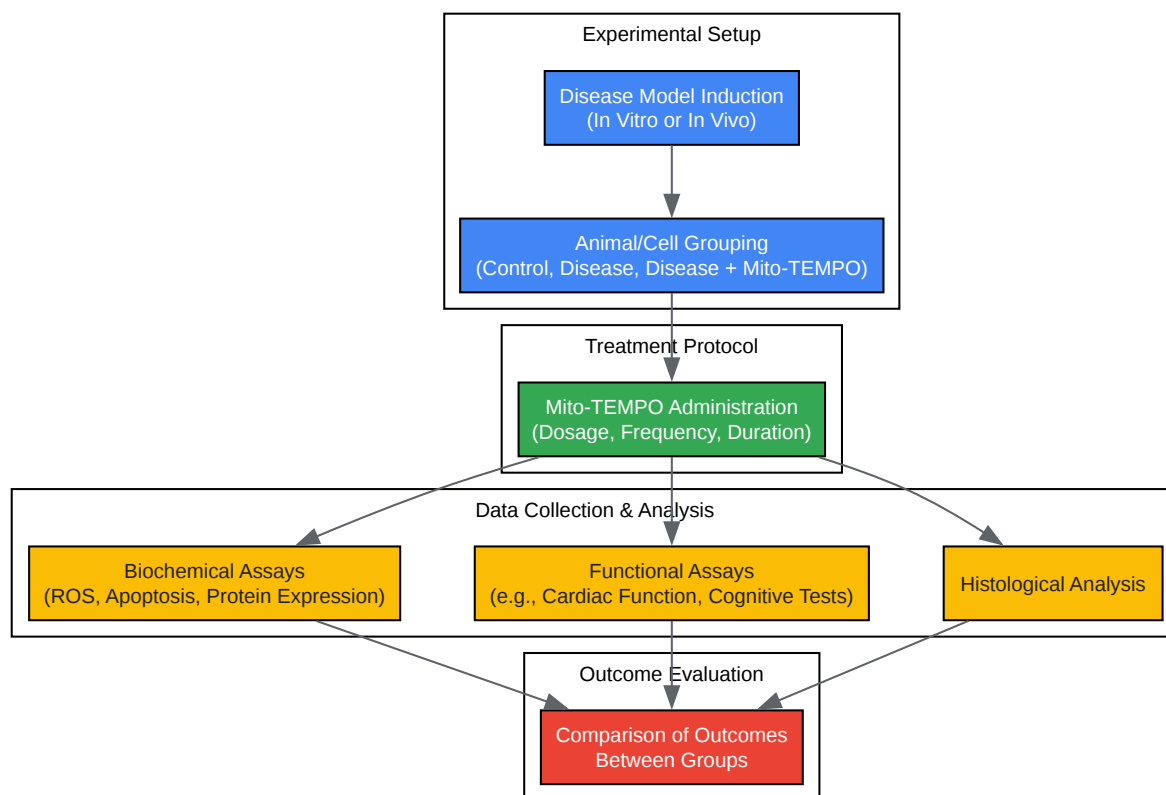 Experimental Setup
Disease Model Induction
(In Vitro or In Vivo)
Animal/Cell Grouping
(Control, Disease, Disease + Mito-TEMPO)
Treatment Protocol
Mito-TEMPO Administration
(Dosage, Frequency, Duration)
Data Collection & Analysis
Biochemical Assays
(ROS, Apoptosis, Protein Expression)
Functional Assays
(e.g., Cardiac Function, Cognitive Tests)
Histological Analysis
Outcome Evaluation
Comparison of Outcomes
Between Groups